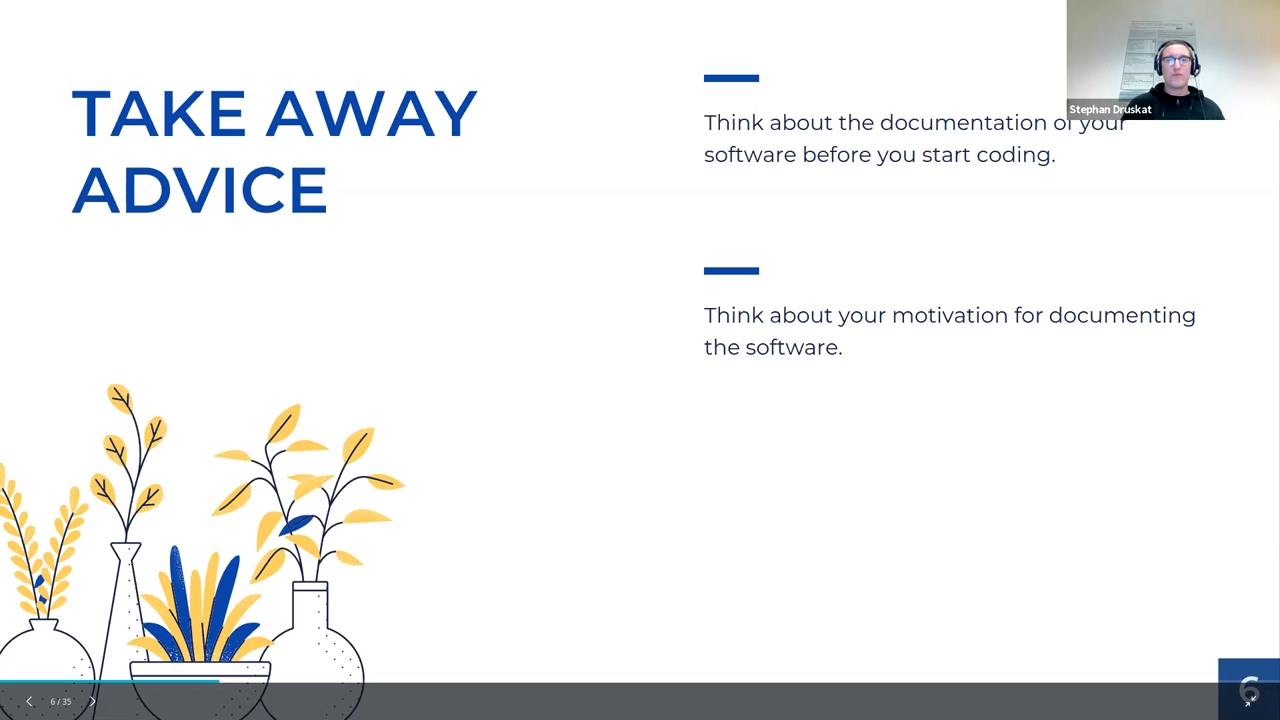 TAKE AWAY
ADVICE
Think about the documentation of your
software before you start coding.
Think about your motivation for documenting
the software.
Stephan Druskat
6 / 35
6